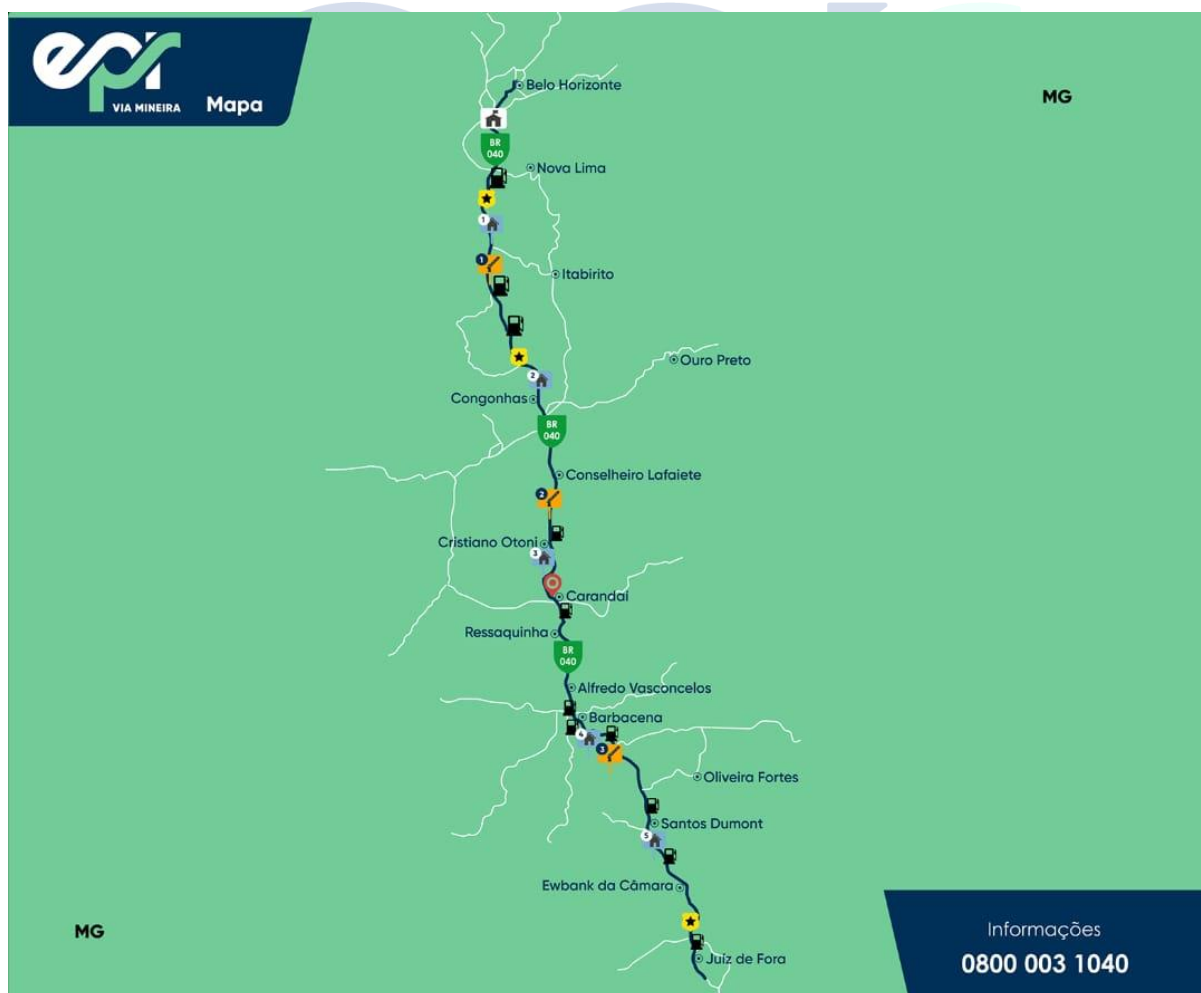 epr
VIA MINEIRA
Mapa
MG
Belo Horizonte
BR
040
Nova Lima
1
1
Itabirito
Ouro Preto
2
Congonhas
BR
040
Conselheiro Lafaiete
2
Cristiano Otoni
3
Carandaí
Ressaquinha
BR
040
Alfredo Vasconcelos
Barbacena
4
3
Oliveira Fortes
Santos Dumont
5
Ewbank da Câmara
Juiz de Fora
MG
Informações
0800 003 1040